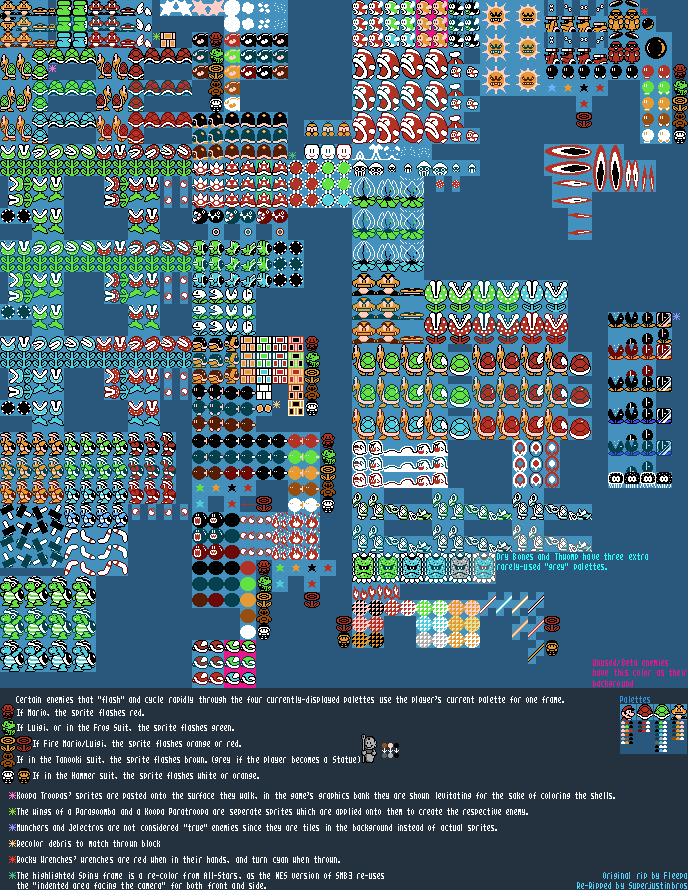 Dry Bones and Thwomp have three extra
rarely-used "grey" palettes.
Unused/Beta enemies
have this color as their
background
Certain enemies that "flash" and cycle rapidly through the four currently-displayed palettes use the player's current palette for one frame.
If Mario, the sprite flashes red.
If Luigi, or in the Frog Suit, the sprite flashes green.
If Fire Mario/Luigi, the sprite flashes orange or red.
If in the Tanooki suit, the sprite flashes brown. (grey if the player becomes a Statue)
If in the Hammer suit, the sprite flashes white or orange.
Palettes
*Koopa Troopas' sprites are pasted onto the surface they walk, in the game's graphics bank they are shown levitating for the sake of coloring the shells.
*The wings of a Paragoomba and a Koopa Paratroopa are seperate sprites which are applied onto them to create the respective enemy.
*Munchers and Jelectros are not considered "true" enemies since they are tiles in the background instead of actual sprites.
*Recolor debris to match thrown block
*Rocky Wrenches' wrenches are red when in their hands, and turn cyan when thrown.
*The highlighted Spiny frame is a re-color from All-Stars, as the NES version of SMB3 re-uses
the "indented area facing the camera" for both front and side.
Original rip by Fleepa
Re-Ripped by Superjustinbros